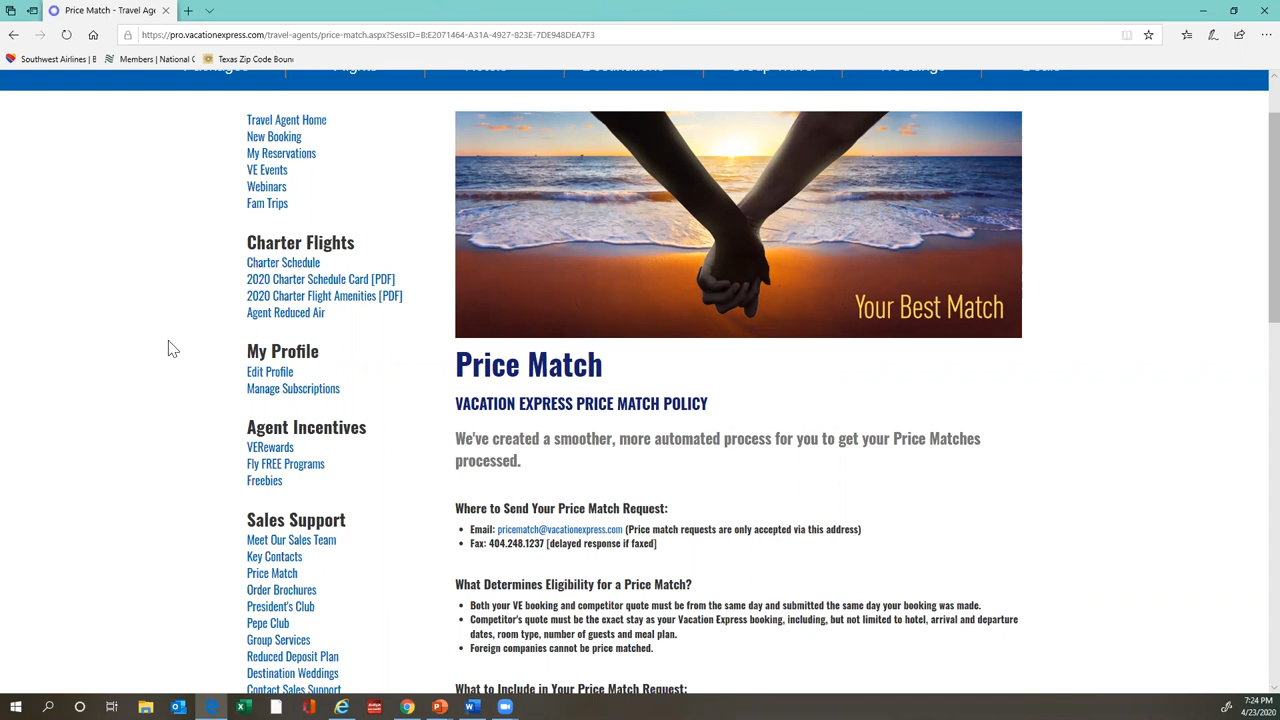 Price Match - Travel Age
https://pro.vacationexpress.com/travel-agents/price-match.aspx?SessID=B:E2071464-A31A-4927-823E-7DE948DEA7F3
Southwest Airlines | B
Members | National C
Texas Zip Code Boun
Travel Agent Home
New Booking
My Reservations
VE Events
Webinars
Fam Trips
Charter Flights
Charter Schedule
2020 Charter Schedule Card [PDF]
2020 Charter Flight Amenities [PDF]
Agent Reduced Air
My Profile
Edit Profile
Manage Subscriptions
Agent Incentives
VERewards
Fly FREE Programs
Freebies
Sales Support
Meet Our Sales Team
Key Contacts
Price Match
Order Brochures
President's Club
Pepe Club
Group Services
Reduced Deposit Plan
Destination Weddings
Contact Sales Support
Your Best Match
Price Match
VACATION EXPRESS PRICE MATCH POLICY
We've created a smoother, more automated process for you to get your Price Matches
processed.
Where to Send Your Price Match Request:
• Email: pricematch@vacationexpress.com (Price match requests are only accepted via this address)
• Fax: 404.248.1237 [delayed response if faxed]
What Determines Eligibility for a Price Match?
• Both your VE booking and competitor quote must be from the same day and submitted the same day your booking was made.
• Competitor's quote must be the exact stay as your Vacation Express booking, including, but not limited to hotel, arrival and departure
dates, room type, number of guests and meal plan.
• Foreign companies cannot be price matched.
What to Include in Your Price Match Request:
7:24 PM
4/23/2020